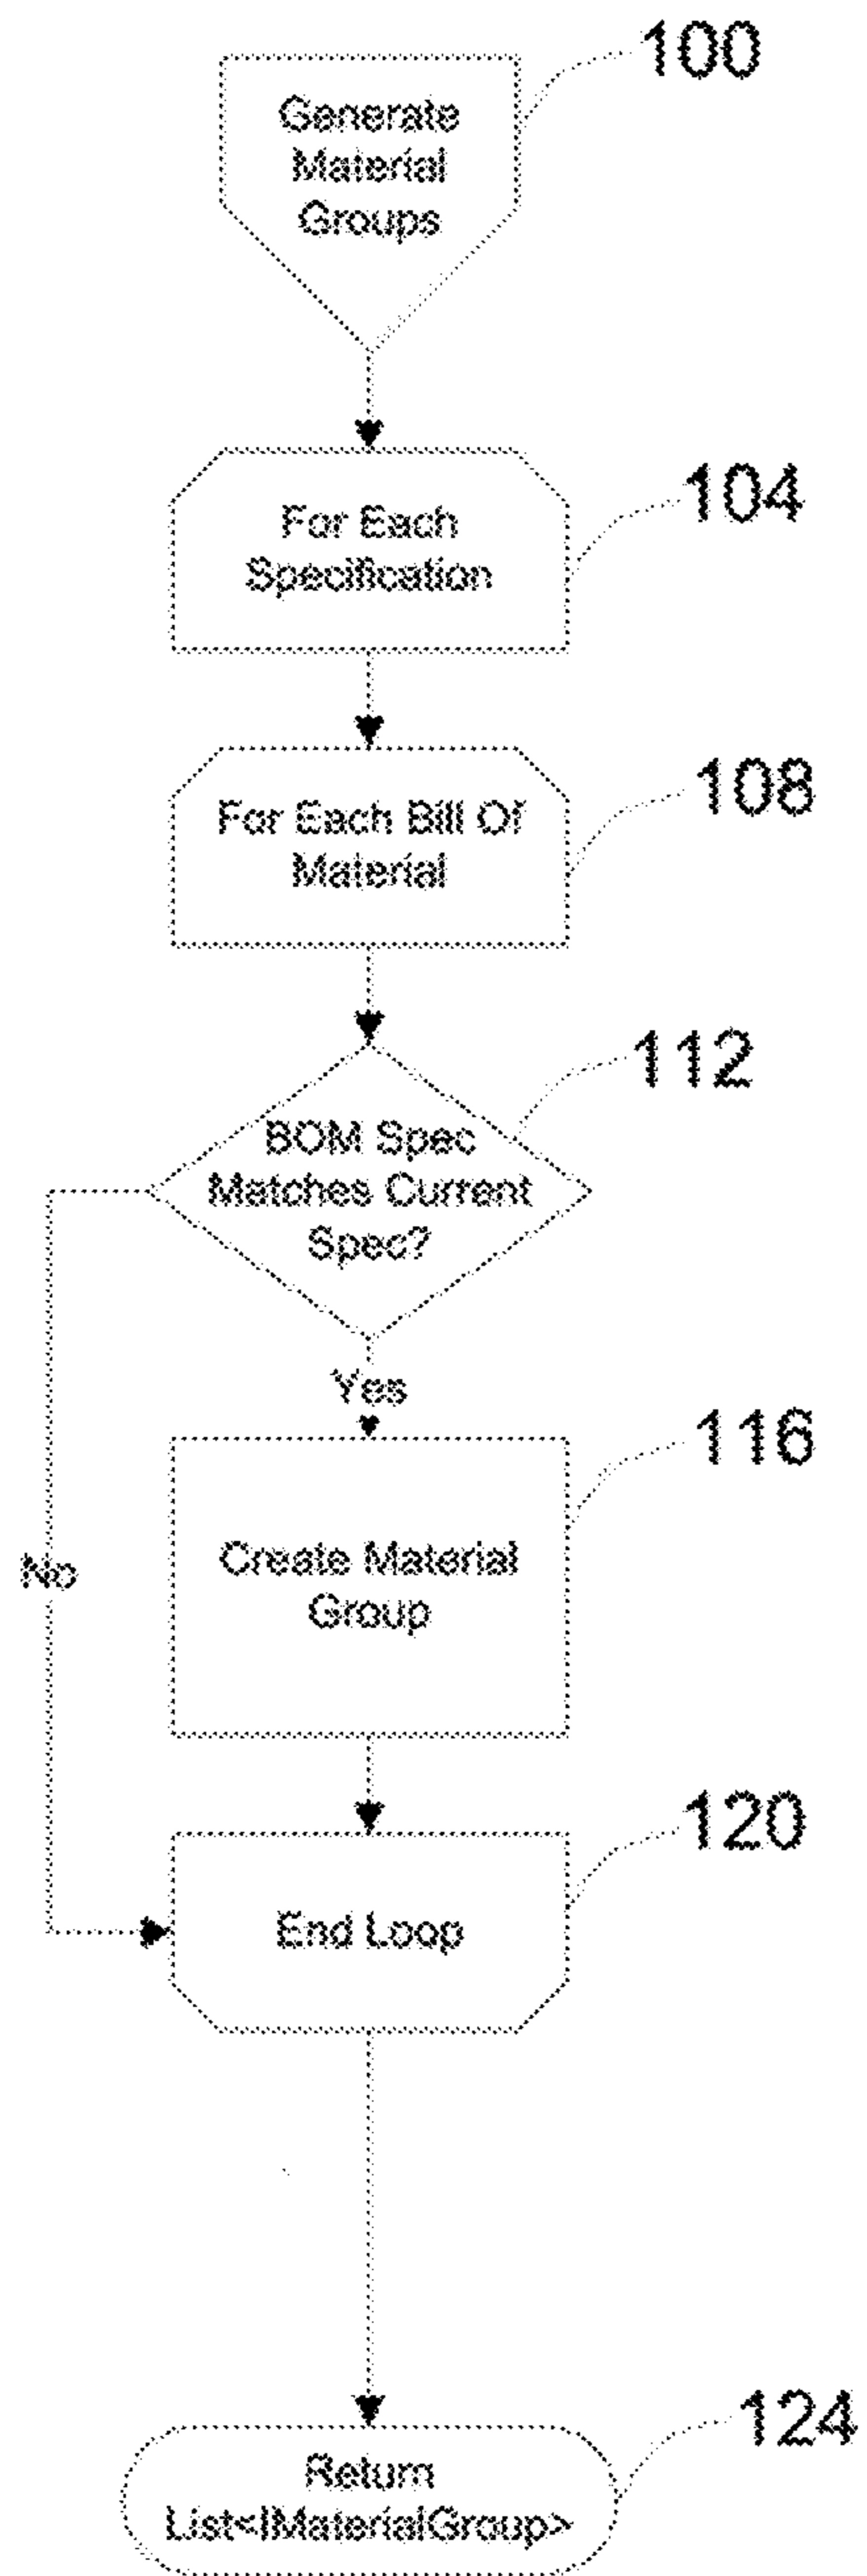 100
Generate
Material
Groups
104
For Each
Specification
108
For Each Bill Of
Material
112
BOM Spec
Matches Current
Spec?
Yes
116
Create Material
Group
No
120
End Loop
124
Return
List<IMaterialGroup>